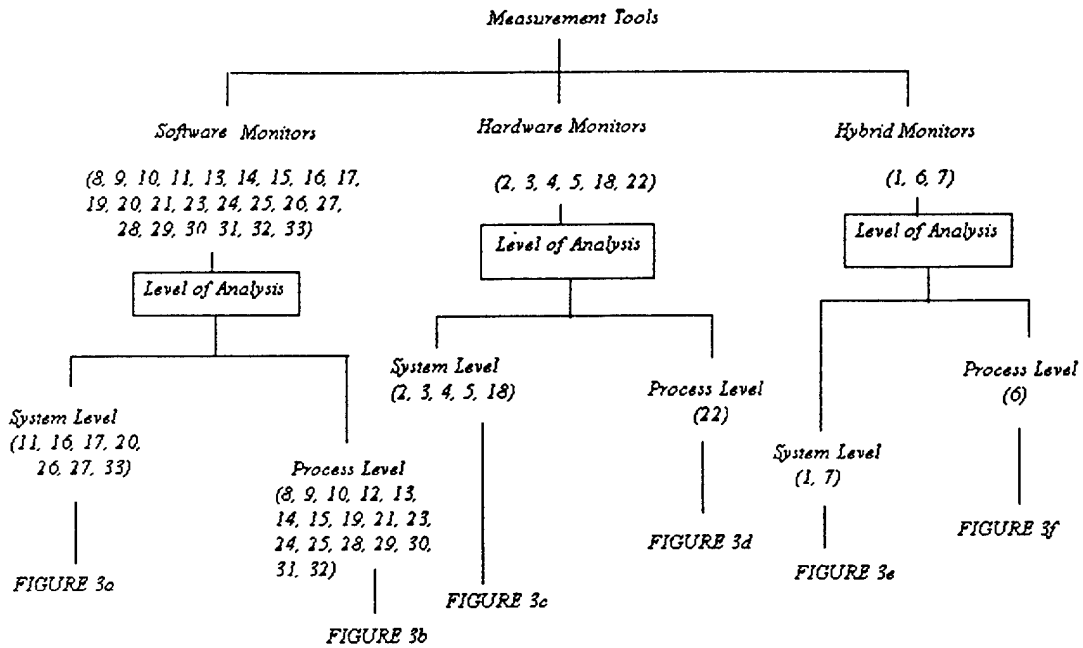 Measurement Tools
Software Monitors
(8, 9, 10, 11, 13, 14, 15, 16, 17,
19, 20, 21, 23, 24, 25, 26, 27,
28, 29, 30 31, 32, 33)
Level of Analysis
System Level
(11, 16, 17, 20,
26, 27, 33)
FIGURE 3a
Process Level
(8, 9, 10, 12, 13,
14, 15, 19, 21, 23,
24, 25, 28, 29, 30,
31, 32)
FIGURE 3b
Hardware Monitors
(2, 3, 4, 5, 18, 22)
Level of Analysis
System Level
(2, 3, 4, 5, 18)
FIGURE 3c
Process Level
(22)
FIGURE 3d
Hybrid Monitors
(1, 6, 7)
Level of Analysis
System Level
(1, 7)
FIGURE 3e
Process Level
(6)
FIGURE 3f